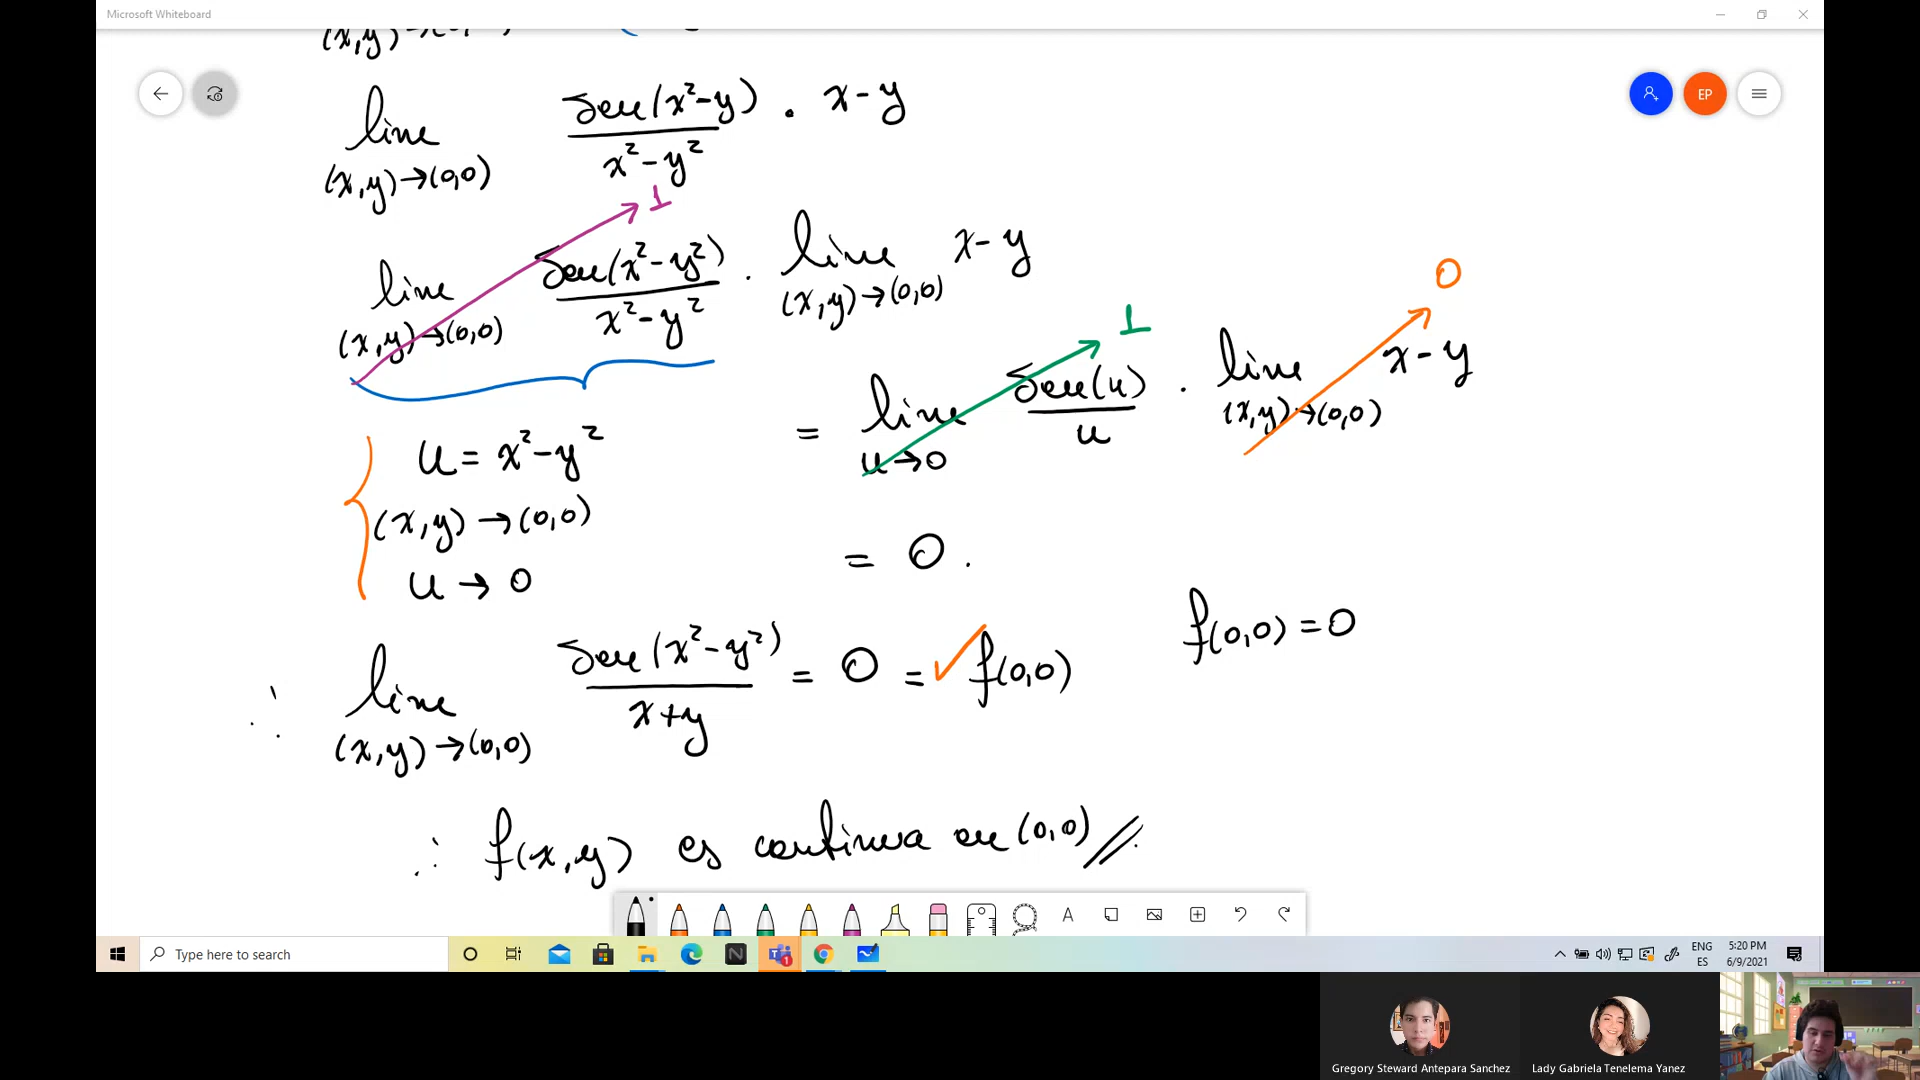 Microsoft Whiteboard
EP
(x,y)→(0,0)
lim sen(x²-y) . x-y
(x,y)→(0,0) x²-y²
1
lim sen(x²-y²) . lim x-y
(x,y)→(0,0) x²-y² (x,y)→(0,0)
1
0
= lim sen(u) . lim x-y
u→0 u (x,y)→(0,0)
u= x²-y²
(x,y)→(0,0)
u→0
= 0.
f(0,0)=0
∴ lim sen(x²-y²) = 0 = ✓ f(0,0)
(x,y)→(0,0) x+y
∴ f(x,y) es continua en (0,0)//
A
Type here to search
N
1
ENG
ES
5:20 PM
6/9/2021
Gregory Steward Antepara Sanchez
Lady Gabriela Tenelema Yanez